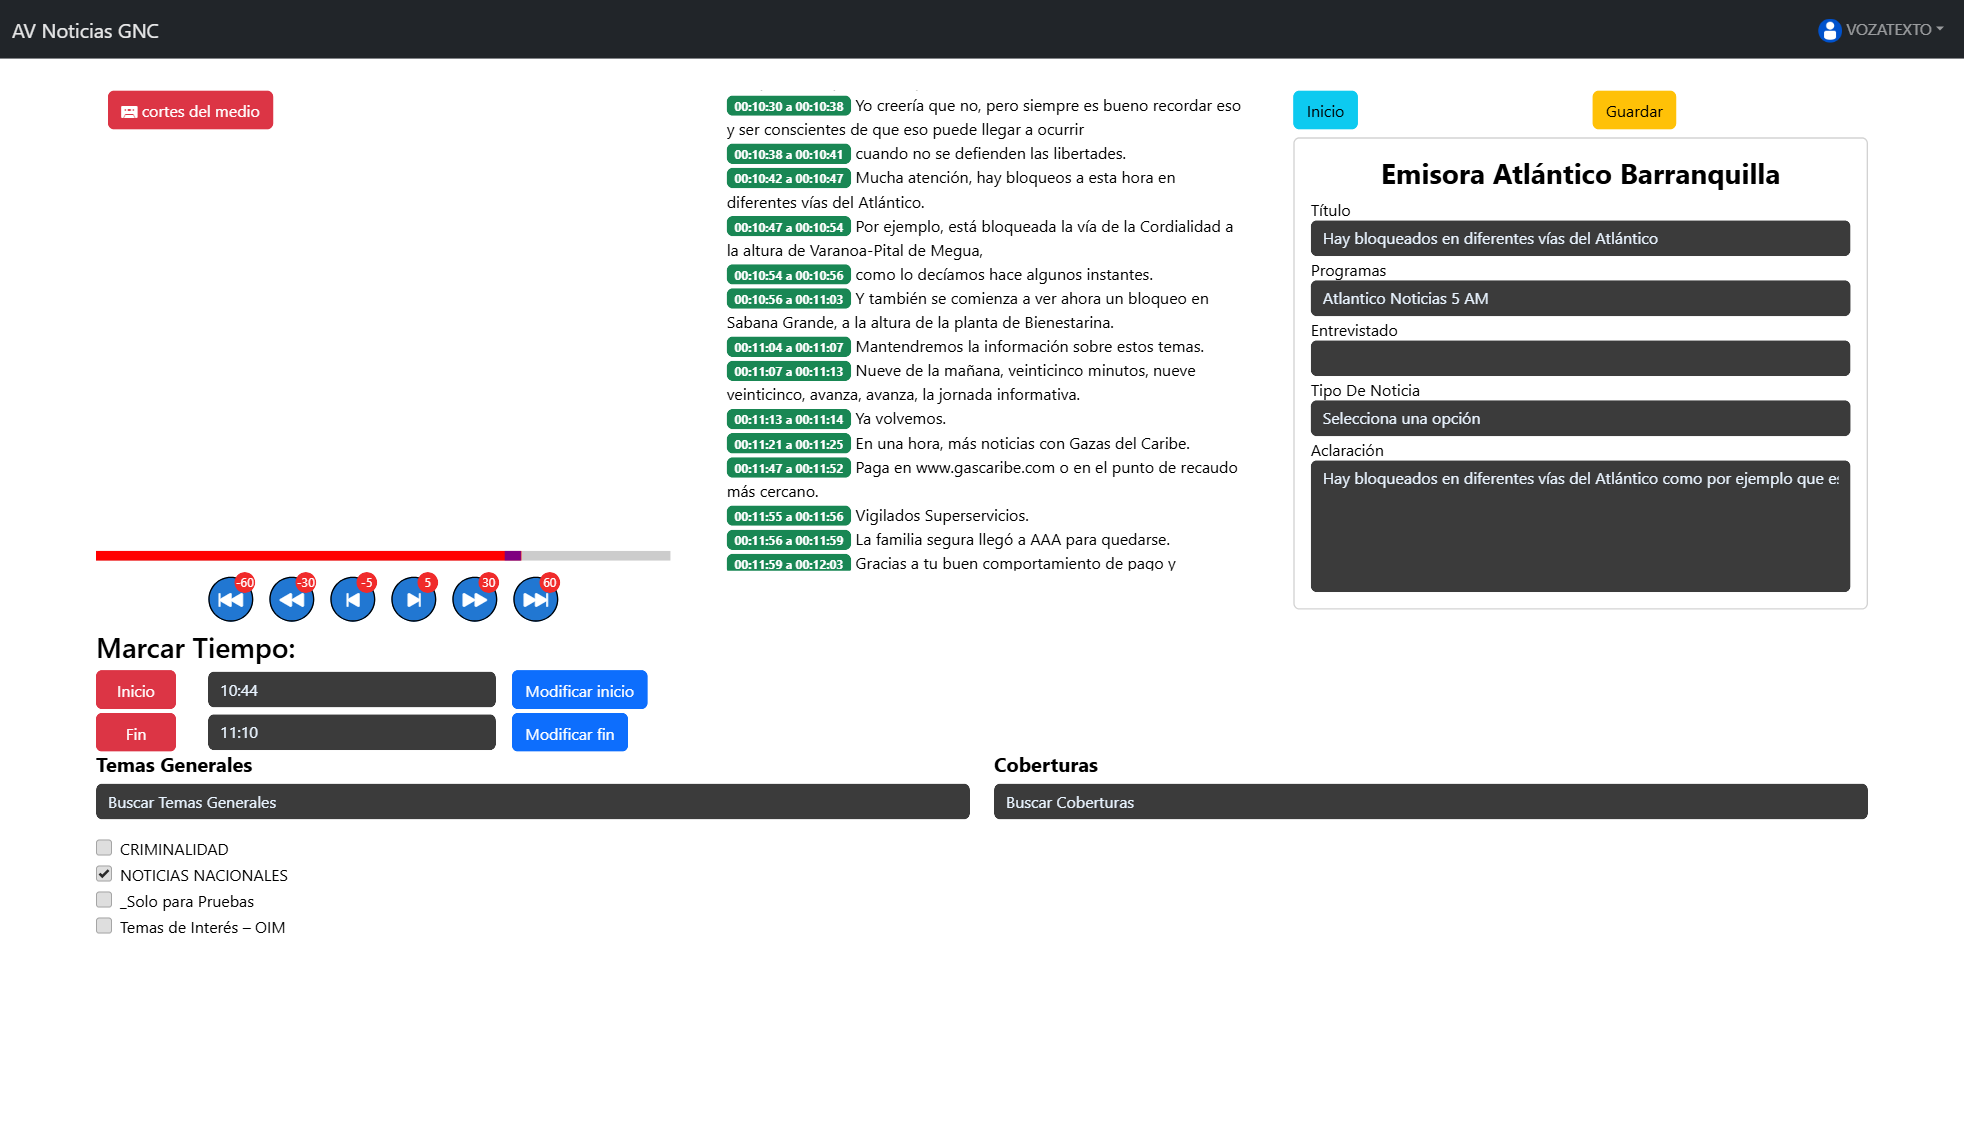 AV Noticias GNC
VOZATEXTO
cortes del medio
-60
-30
-5
5
30
60
Marcar Tiempo:
Inicio
10:44
Modificar inicio
Fin
11:10
Modificar fin
00:10:30 a 00:10:38 Yo creería que no, pero siempre es bueno recordar eso
y ser conscientes de que eso puede llegar a ocurrir
00:10:38 a 00:10:41 cuando no se defienden las libertades.
00:10:42 a 00:10:47 Mucha atención, hay bloqueos a esta hora en
diferentes vías del Atlántico.
00:10:47 a 00:10:54 Por ejemplo, está bloqueada la vía de la Cordialidad a
la altura de Varanoa-Pital de Megua,
00:10:54 a 00:10:56 como lo decíamos hace algunos instantes.
00:10:56 a 00:11:03 Y también se comienza a ver ahora un bloqueo en
Sabana Grande, a la altura de la planta de Bienestarina.
00:11:04 a 00:11:07 Mantendremos la información sobre estos temas.
00:11:07 a 00:11:13 Nueve de la mañana, veinticinco minutos, nueve
veinticinco, avanza, avanza, la jornada informativa.
00:11:13 a 00:11:14 Ya volvemos.
00:11:21 a 00:11:25 En una hora, más noticias con Gazas del Caribe.
00:11:47 a 00:11:52 Paga en www.gascaribe.com o en el punto de recaudo
más cercano.
00:11:55 a 00:11:56 Vigilados Superservicios.
00:11:56 a 00:11:59 La familia segura llegó a AAA para quedarse.
00:11:59 a 00:12:03 Gracias a tu buen comportamiento de pago y
Inicio
Guardar
Emisora Atlántico Barranquilla
Título
Hay bloqueados en diferentes vías del Atlántico
Programas
Atlantico Noticias 5 AM
Entrevistado
Tipo De Noticia
Selecciona una opción
Aclaración
Hay bloqueados en diferentes vías del Atlántico como por ejemplo que es
Temas Generales
Buscar Temas Generales
CRIMINALIDAD
NOTICIAS NACIONALES
_Solo para Pruebas
Temas de Interés – OIM
Coberturas
Buscar Coberturas